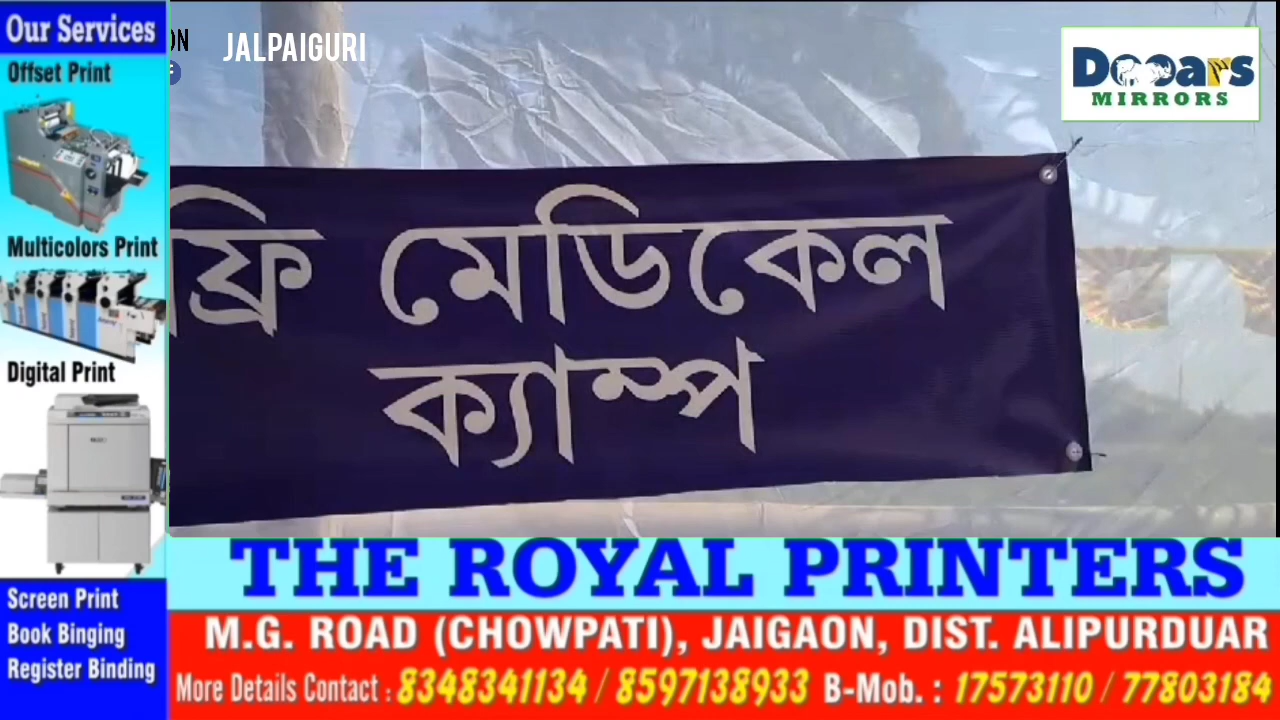 Our Services
Offset Print
Multicolors Print
Digital Print
Screen Print
Book Binging
Register Binding
ON
JALPAIGURI
Dooars
MIRRORS
ফ্রি মেডিকেল
ক্যাম্প
THE ROYAL PRINTERS
M.G. ROAD (CHOWPATI), JAIGAON, DIST. ALIPURDUAR
More Details Contact : 8348341134 / 8597138933 B-Mob. : 17573110 / 77803184